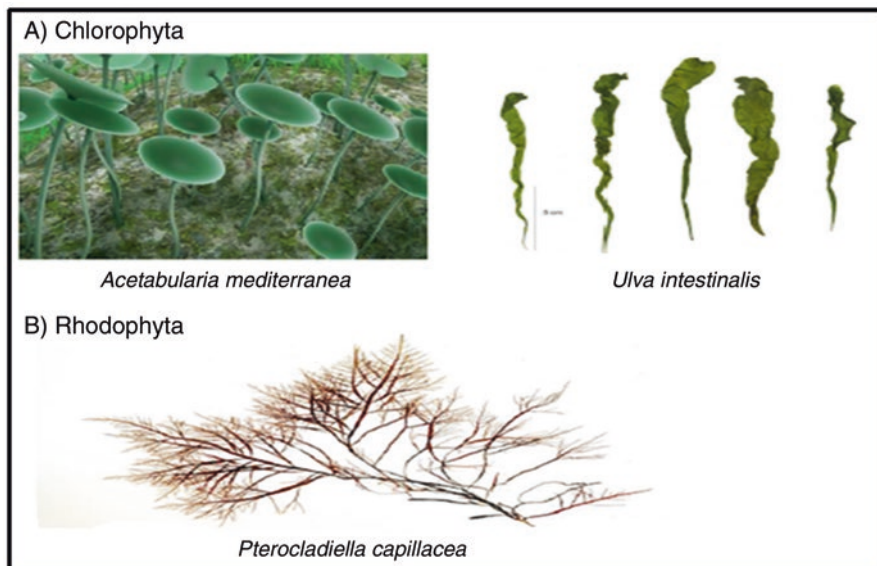 A) Chlorophyta
Acetabularia mediterranea
Ulva intestinalis
B) Rhodophyta
Pterocladiella capillacea